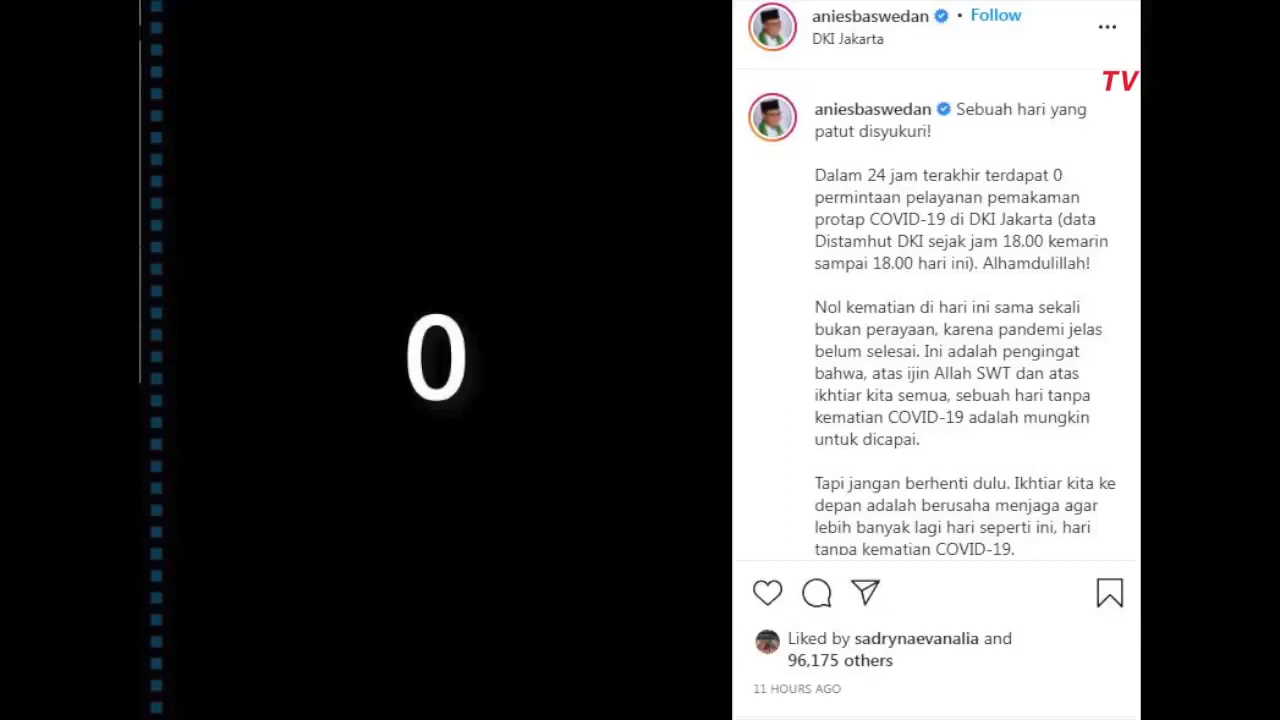 0
aniesbaswedan • Follow
DKI Jakarta
TV
aniesbaswedan Sebuah hari yang
patut disyukuri!
Dalam 24 jam terakhir terdapat 0
permintaan pelayanan pemakaman
protap COVID-19 di DKI Jakarta (data
Distamhut DKI sejak jam 18.00 kemarin
sampai 18.00 hari ini). Alhamdulillah!
Nol kematian di hari ini sama sekali
bukan perayaan, karena pandemi jelas
belum selesai. Ini adalah pengingat
bahwa, atas ijin Allah SWT dan atas
ikhtiar kita semua, sebuah hari tanpa
kematian COVID-19 adalah mungkin
untuk dicapai.
Tapi jangan berhenti dulu. Ikhtiar kita ke
depan adalah berusaha menjaga agar
lebih banyak lagi hari seperti ini, hari
tanpa kematian COVID-19.
Liked by sadrynaevanalia and
96,175 others
11 HOURS AGO